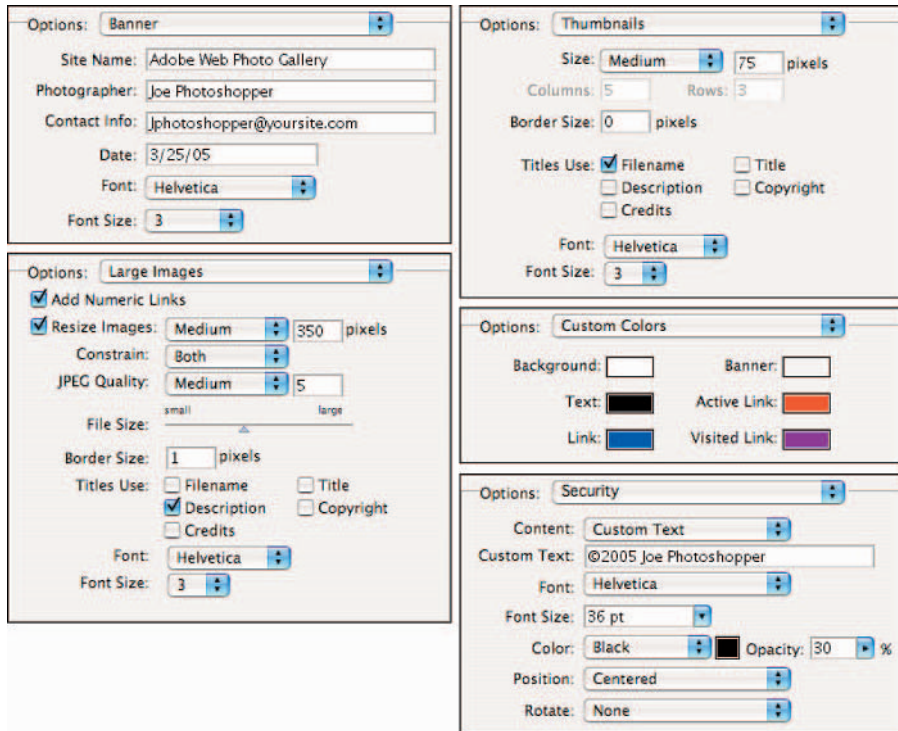 Options: Banner
Site Name: Adobe Web Photo Gallery
Photographer: Joe Photoshopper
Contact Info: Jphotoshopper@yoursite.com
Date: 3/25/05
Font: Helvetica
Font Size: 3
Options: Large Images
Add Numeric Links
Resize Images: Medium 350 pixels
Constrain: Both
JPEG Quality: Medium 5
small large
File Size:
Border Size: 1 pixels
Titles Use: Filename Title
Description Copyright
Credits
Font: Helvetica
Font Size: 3
Options: Thumbnails
Size: Medium 75 pixels
Columns: 5 Rows: 3
Border Size: 0 pixels
Titles Use: Filename Title
Description Copyright
Credits
Font: Helvetica
Font Size: 3
Options: Custom Colors
Background: Banner:
Text: Active Link:
Link: Visited Link:
Options: Security
Content: Custom Text
Custom Text: ©2005 Joe Photoshopper
Font: Helvetica
Font Size: 36 pt
Color: Black Opacity: 30 %
Position: Centered
Rotate: None